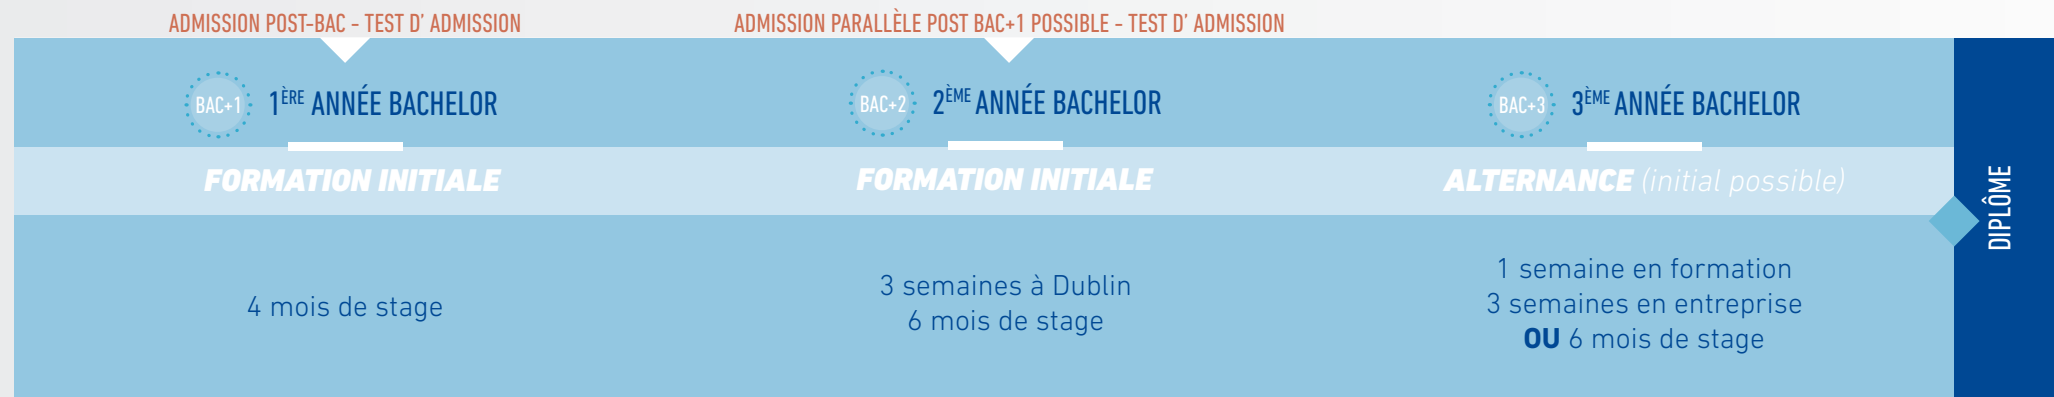 ADMISSION POST-BAC - TEST D' ADMISSION
BAC+1 1ÈRE ANNÉE BACHELOR
FORMATION INITIALE
4 mois de stage
ADMISSION PARALLÈLE POST BAC+1 POSSIBLE - TEST D' ADMISSION
BAC+2 2ÈME ANNÉE BACHELOR
FORMATION INITIALE
3 semaines à Dublin
6 mois de stage
BAC+3 3ÈME ANNÉE BACHELOR
ALTERNANCE (initial possible)
1 semaine en formation
3 semaines en entreprise
OU 6 mois de stage
DIPLÔME